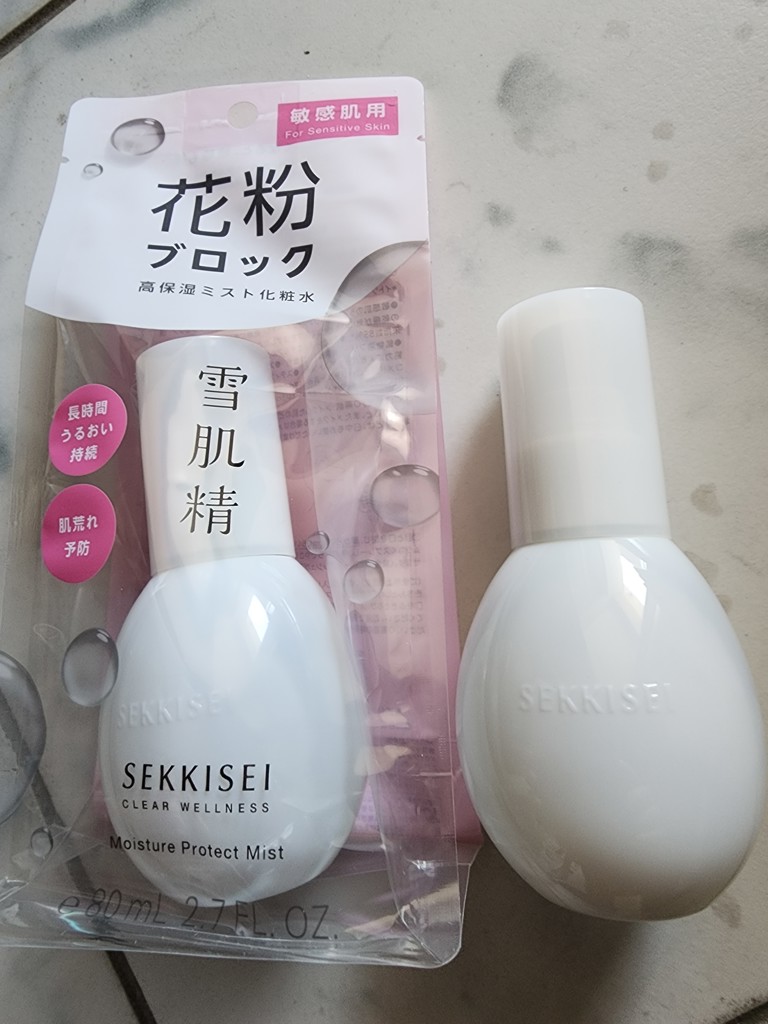 敏感肌用
For Sensitive Skin
花粉
ブロック
高保湿ミスト化粧水
雪
肌
精
長時間
うるおい
持続
肌荒れ
予防
SEKKISEI
SEKKISEI
CLEAR WELLNESS
Moisture Protect Mist
e 80mL 2.7 FL. OZ.
SEKKISEI